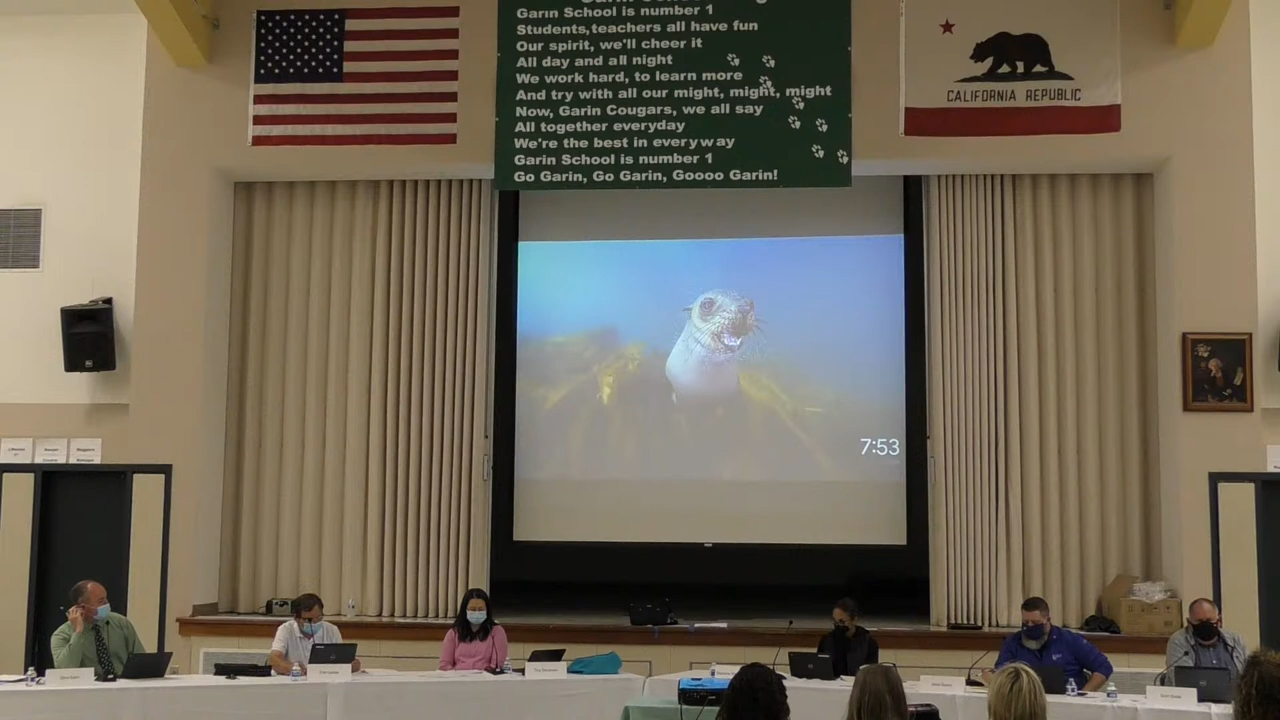 Garin School is number 1
Students, teachers all have fun
Our spirit, we'll cheer it
All day and all night
We work hard, to learn more
And try with all our might, might, might
Now, Garin Cougars, we all say
All together everyday
We're the best in everyway
Garin School is number 1
Go Garin, Go Garin, Goooo Garin!
CALIFORNIA REPUBLIC
7:53